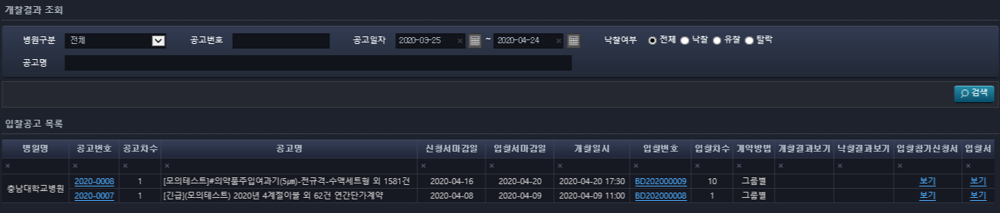 개찰결과 조회
병원구분 전체 공고번호 공고일자 2020-03-25 × ~ 2020-04-24 × 낙찰여부 전체 낙찰 유찰 탈락
공고명
검색
입찰공고 목록
병원명 공고번호 공고차수 공고명 신청서마감일 입찰서마감일 개찰일시 입찰번호 입찰차수 계약방법 개찰결과보기 낙찰결과보기 입찰참가신청서 입찰서
× × × × × × × × × × × × × ×
충남대학교병원 2020-0008 1 [모의테스트]#의약품주입여과기(5㎛)-전규격-수액세트형 외 1581건 2020-04-16 2020-04-20 2020-04-20 17:30 BD202000009 10 그룹별 보기 보기
2020-0007 1 [긴급](모의테스트) 2020년 4계절이불 외 62건 연간단가계약 2020-04-08 2020-04-09 2020-04-09 11:00 BD202000008 1 그룹별 보기 보기